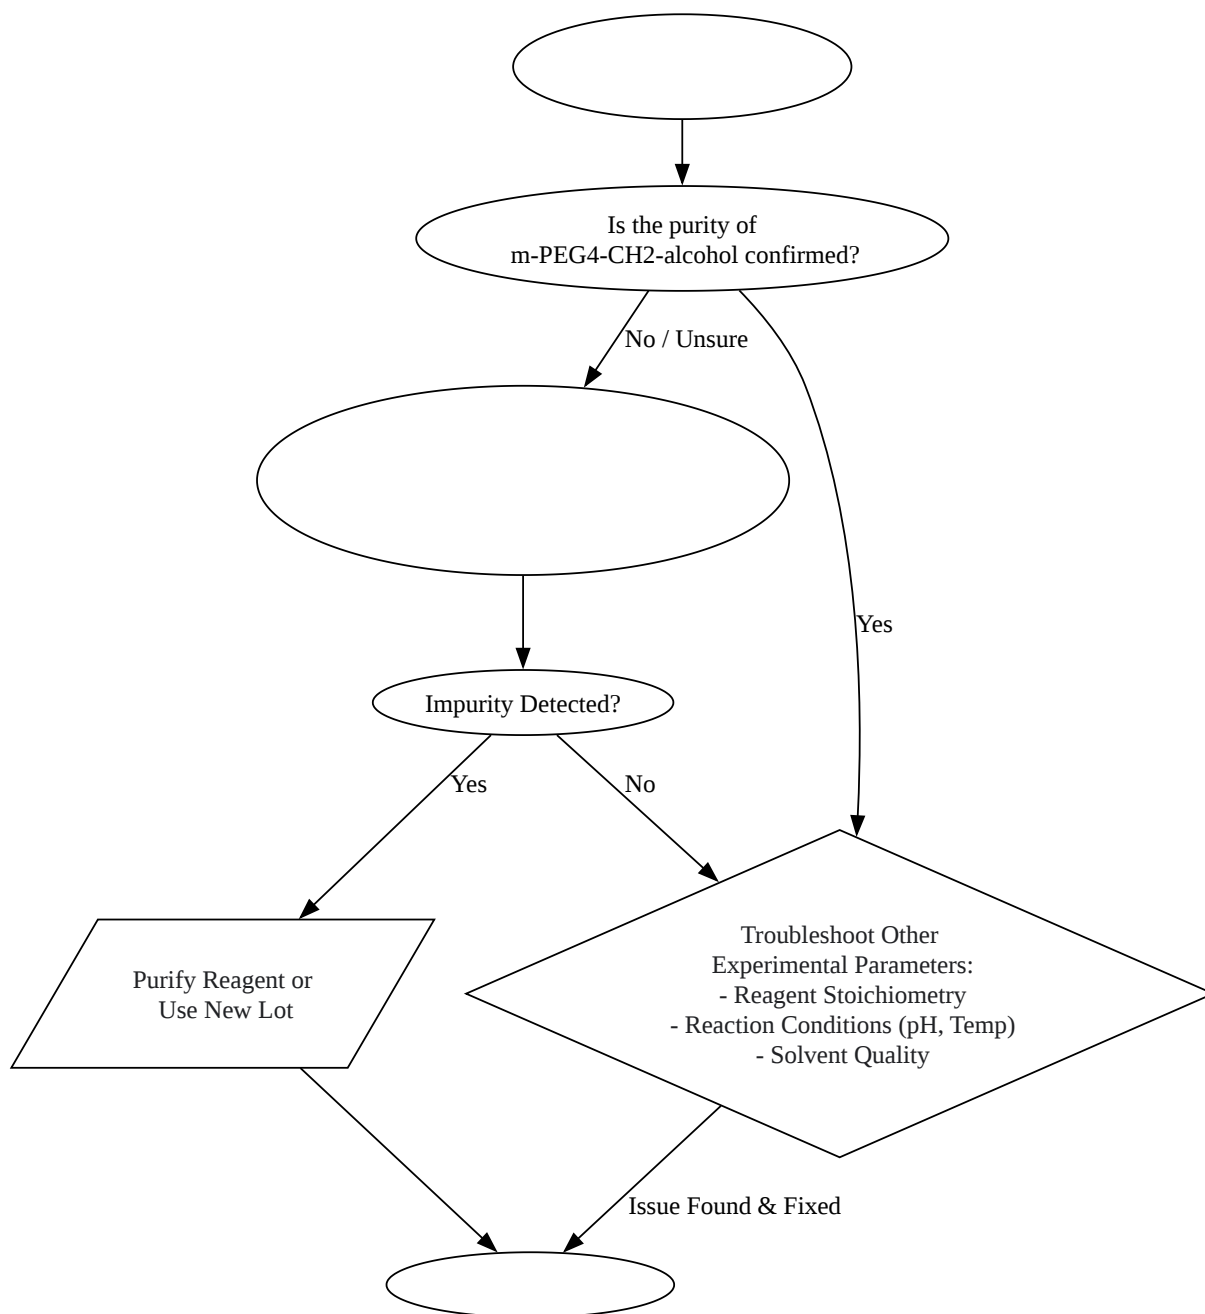 Is the purity of
m-PEG4-CH2-alcohol confirmed?
No / Unsure
Yes
Impurity Detected?
Yes
No
Purify Reagent or
Use New Lot
Troubleshoot Other
Experimental Parameters:
- Reagent Stoichiometry
- Reaction Conditions (pH, Temp)
- Solvent Quality
Issue Found & Fixed